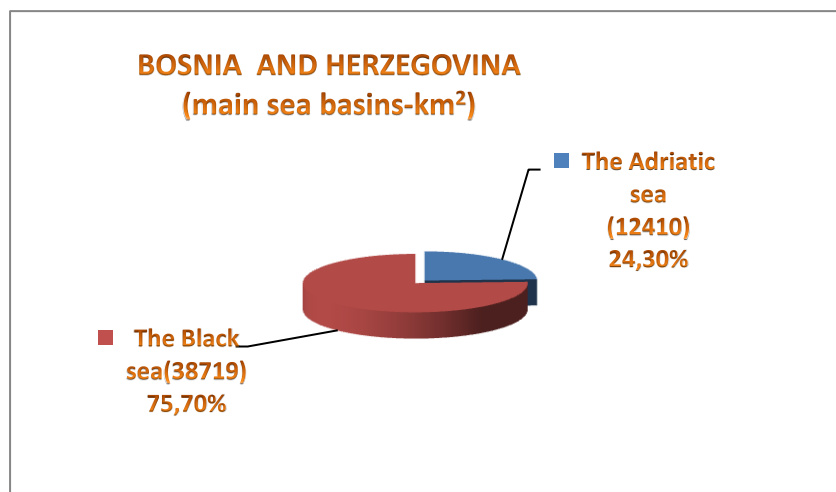 BOSNIA AND HERZEGOVINA
(main sea basins-km²)
The Adriatic
sea
(12410)
24,30%
The Black
sea(38719)
75,70%